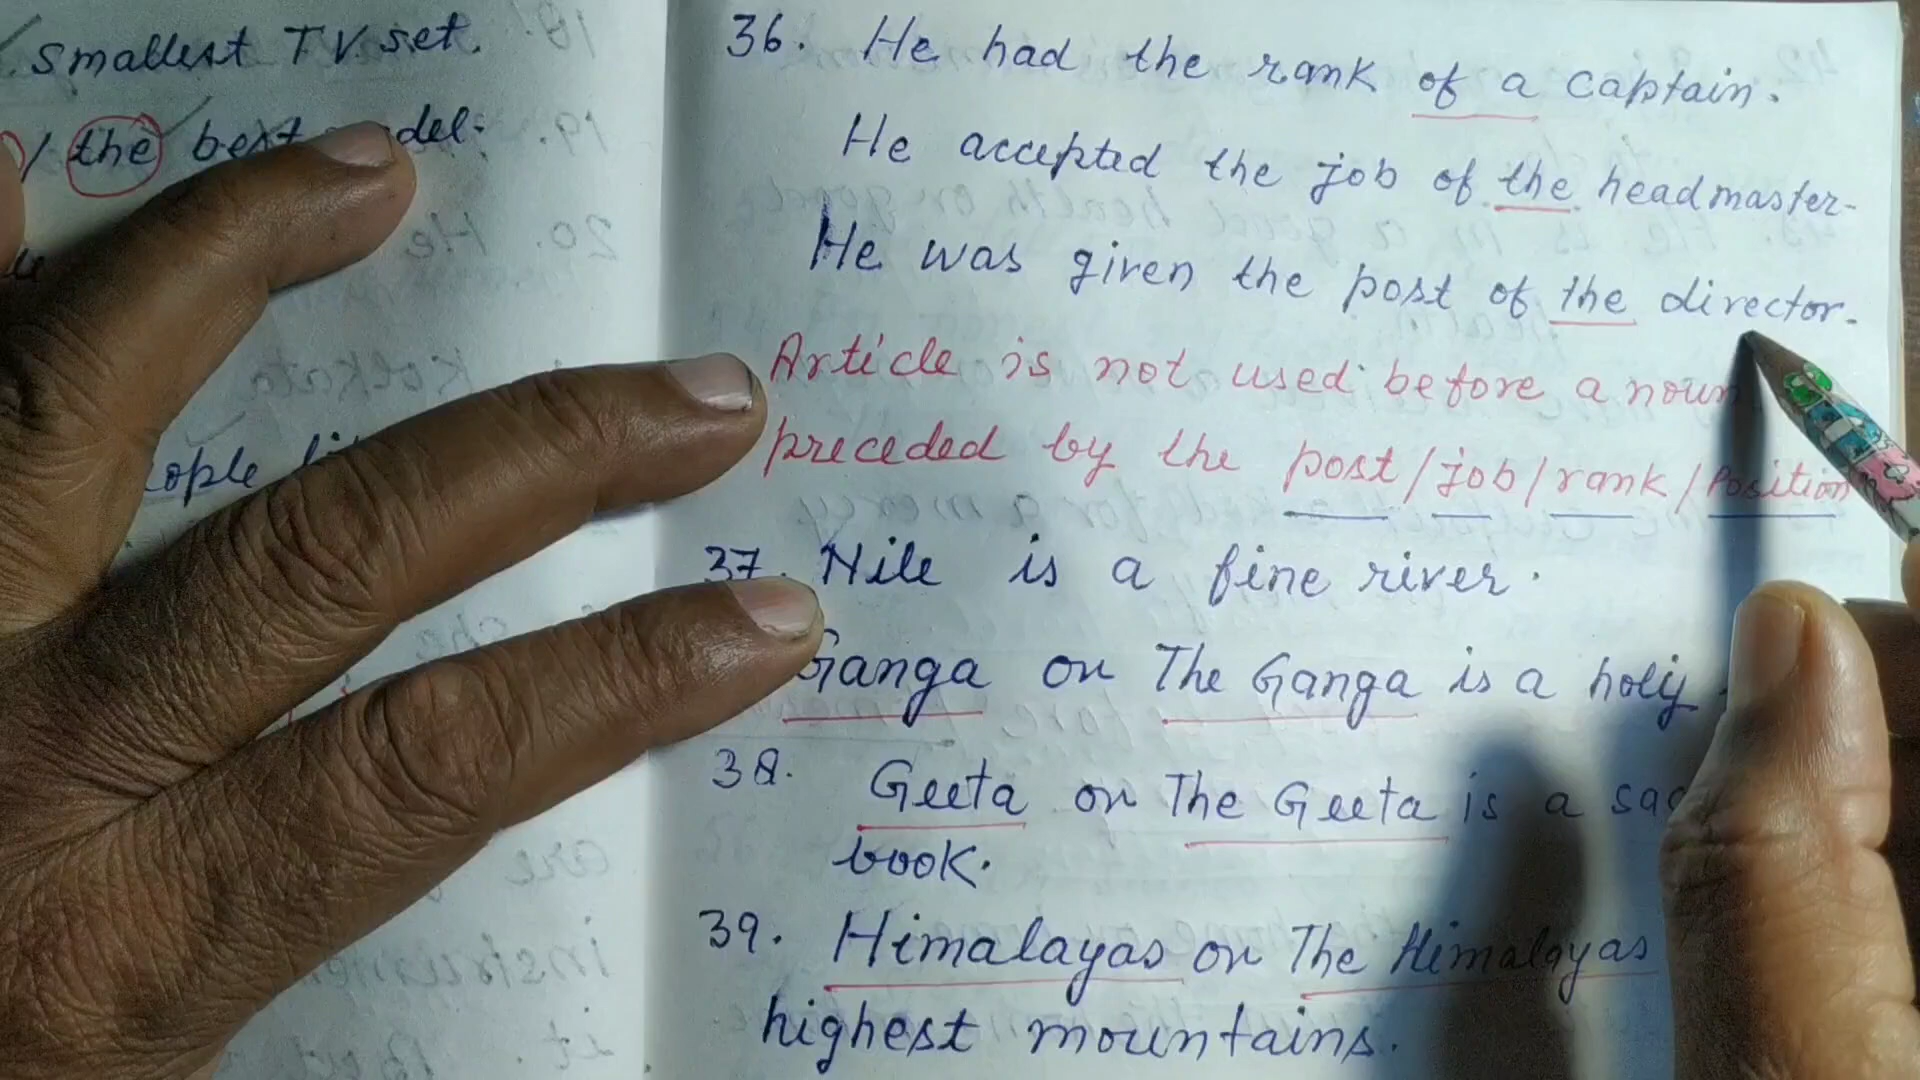 Smallest TV set.
/ the best
ople
36. He had the rank of a captain.
He accepted the job of the headmaster.
He was given the post of the director.
Article is not used before a noun
preceded by the post/job/rank/position
37. Nile is a fine river.
Ganga or The Ganga is a holy
38. Geeta or The Geeta is a
book.
39. Himalayas or The Himalayas
highest mountains.